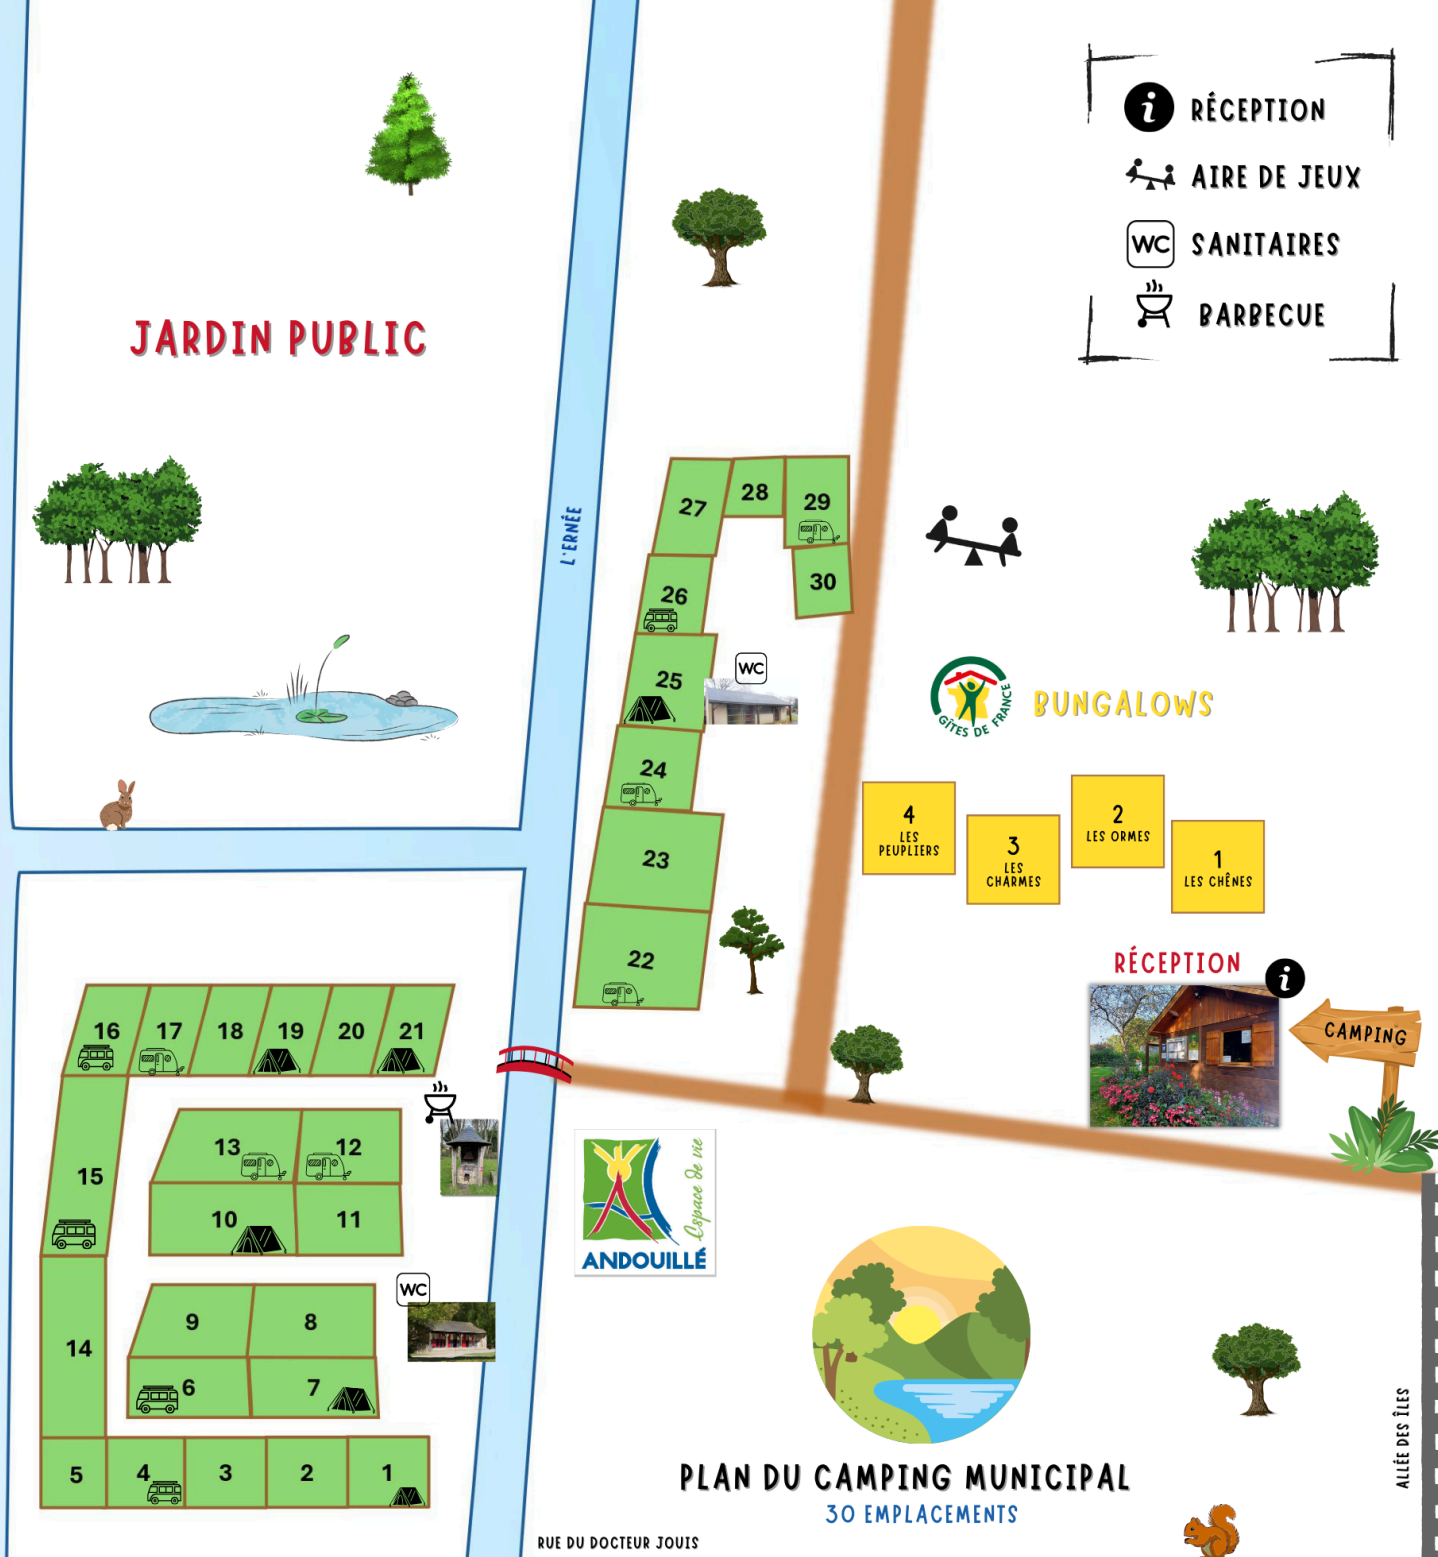 RÉCEPTION
AIRE DE JEUX
WC SANITAIRES
BARBECUE
JARDIN PUBLIC
L'ERNÉE
27
28
29
30
26
25
WC
24
23
22
GÎTES DE FRANCE
BUNGALOWS
4
LES
PEUPLIERS
3
LES
CHARMES
2
LES ORMES
1
LES CHÊNES
RÉCEPTION
i
CAMPING
16
17
18
19
20
21
15
13
12
10
11
14
9
8
WC
6
7
5
4
3
2
1
Espace de vie
ANDOUILLÉ
PLAN DU CAMPING MUNICIPAL
30 EMPLACEMENTS
RUE DU DOCTEUR JOUIS
ALLÉE DES ÎLES